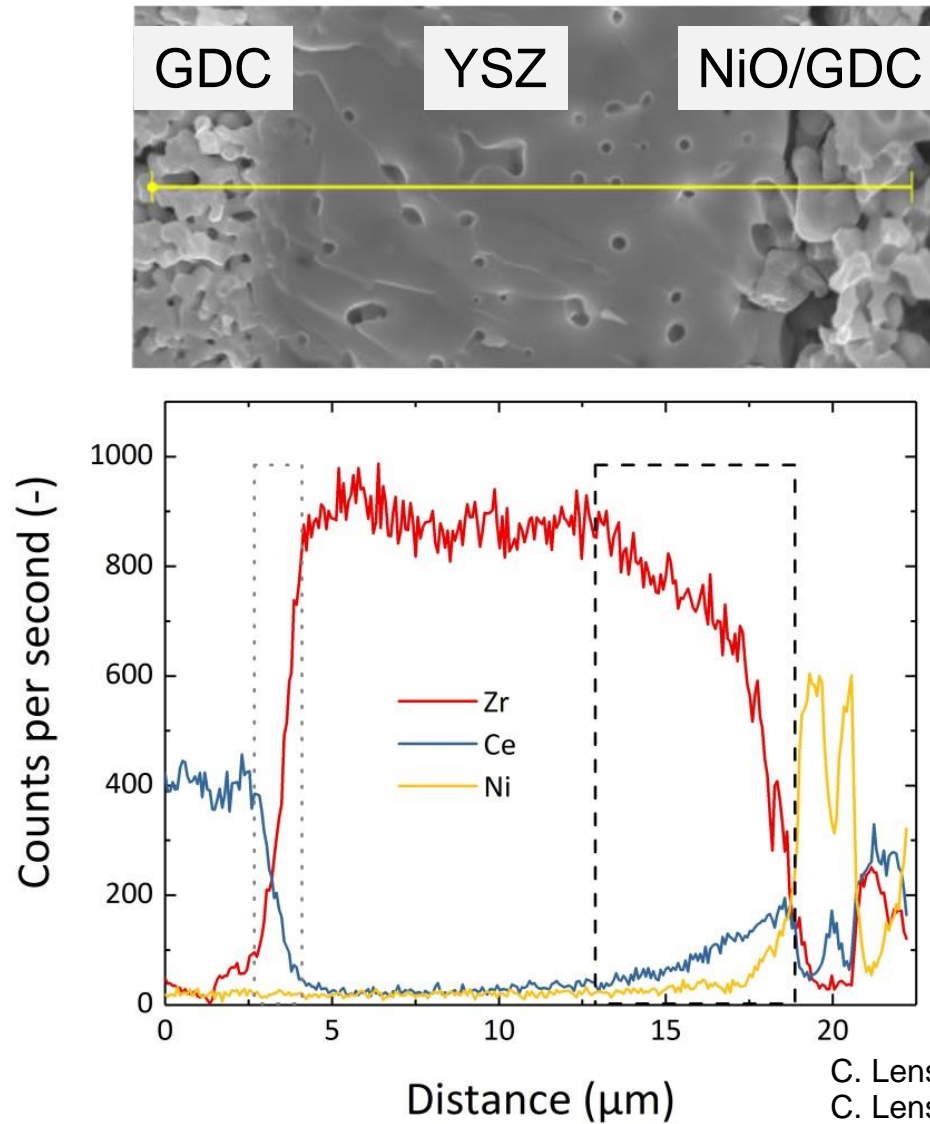 GDC YSZ NiO/GDC
1000
800
600
400
200
0
Counts per second (-)
Zr
Ce
Ni
0 5 10 15 20
Distance (µm)
C. Lens
C. Lens